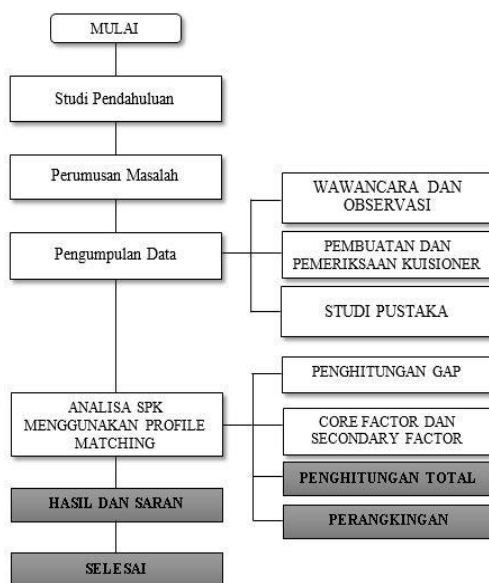 MULAI
Studi Pendahuluan
Perumusan Masalah
Pengumpulan Data
WAWANCARA DAN
OBSERVASI
PEMBUATAN DAN
PEMERIKSAAN KUISIONER
STUDI PUSTAKA
ANALISA SPK
MENGGUNAKAN PROFILE
MATCHING
PENGHITUNGAN GAP
CORE FACTOR DAN
SECONDARY FACTOR
PENGHITUNGAN TOTAL
PERANGKINGAN
HASIL DAN SARAN
SELESAI